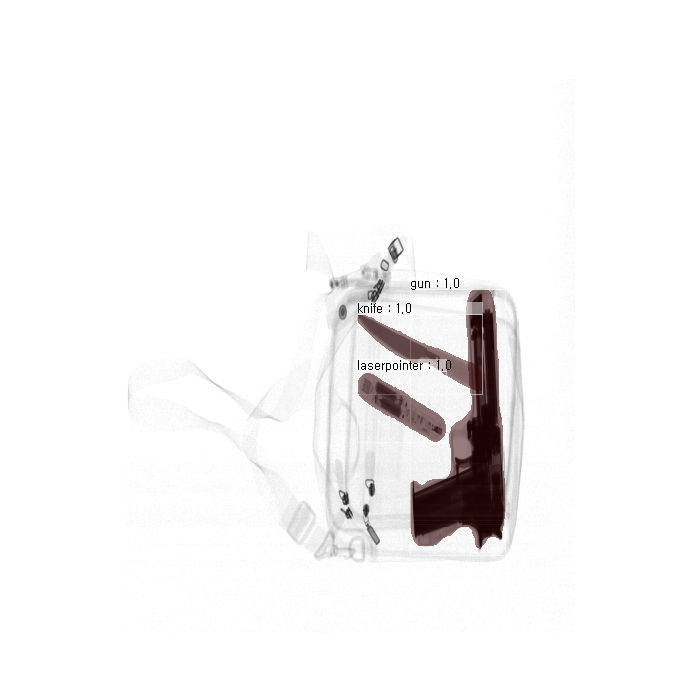 gun : 1,0
knife : 1,0
laserpointer : 1,0